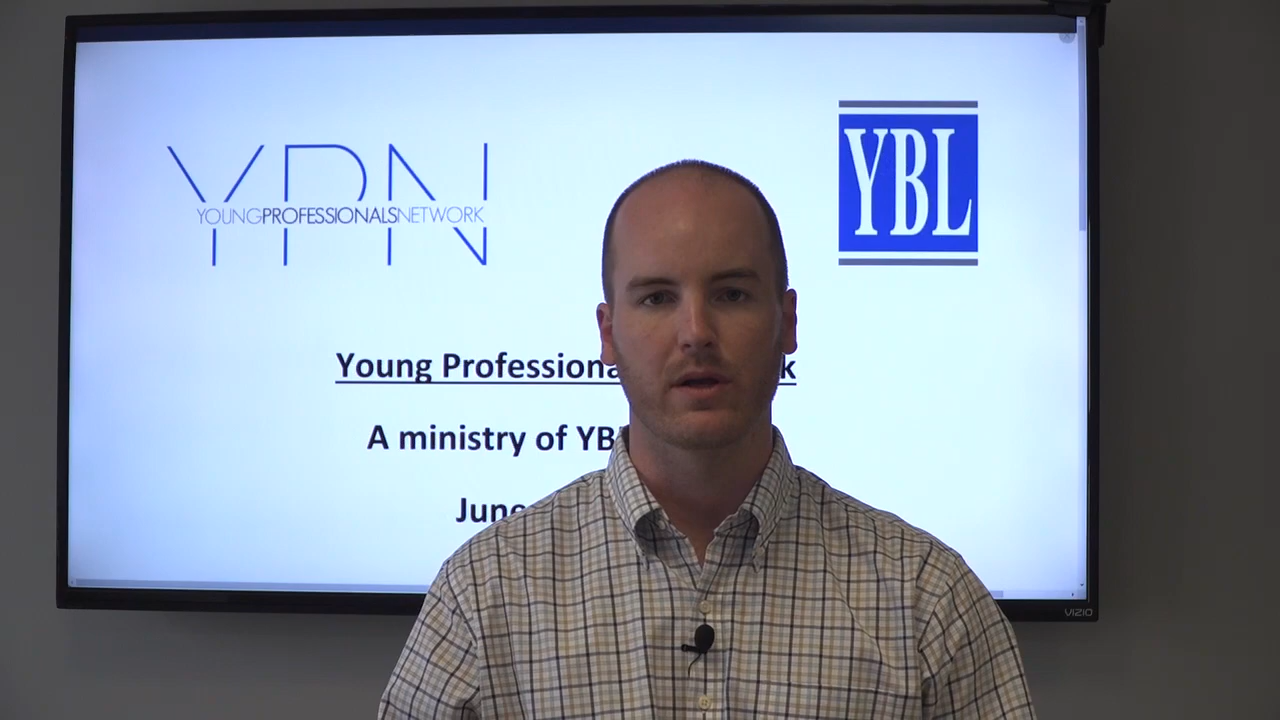 YPN
YOUNGPROFESSIONALSNETWORK
YBL
Young Professiona k
A ministry of YB
June
VIZIO